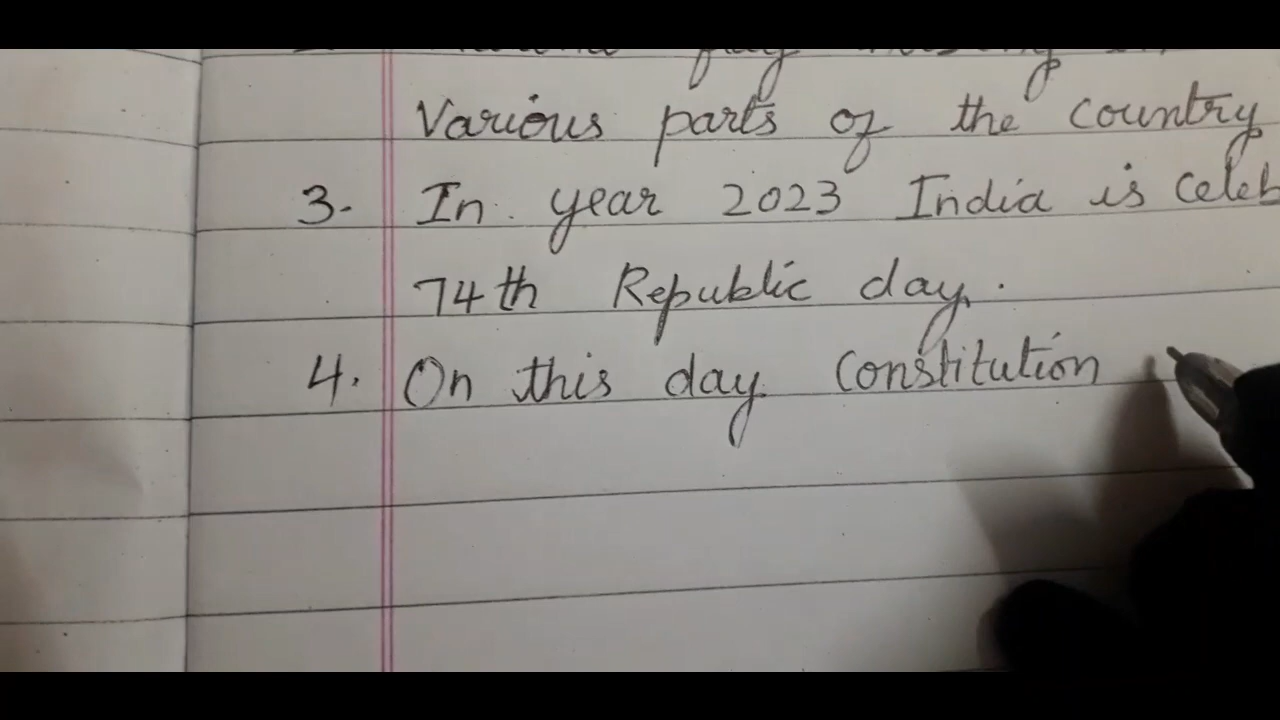 Various parts of the country
3. In year 2023 India is celeb
74th Republic day.
4. On this day constitution